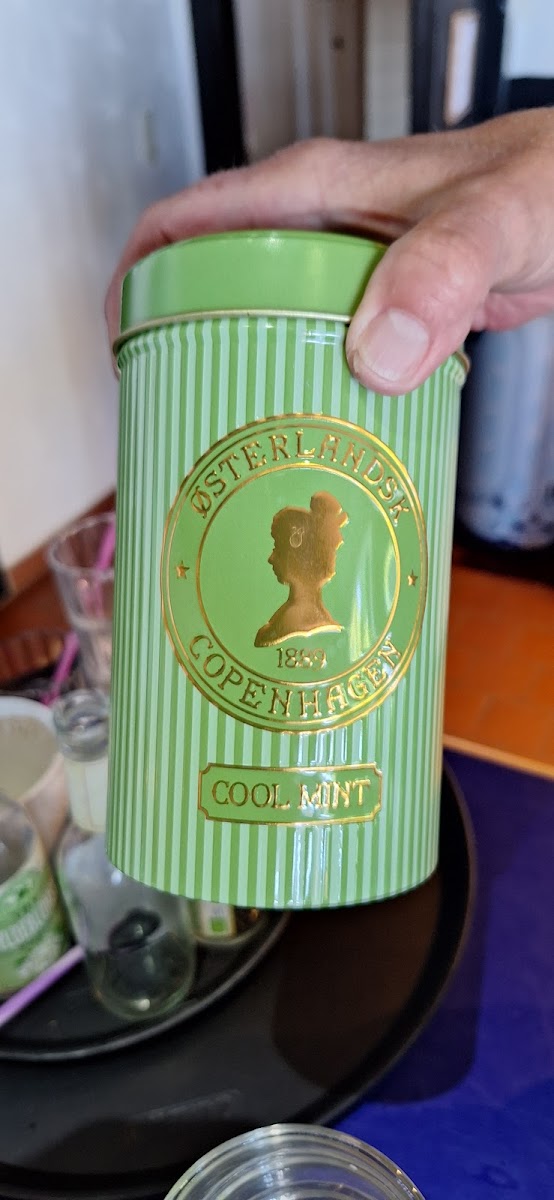 ØSTERLANDSK
1889
COPENHAGEN
COOL MINT